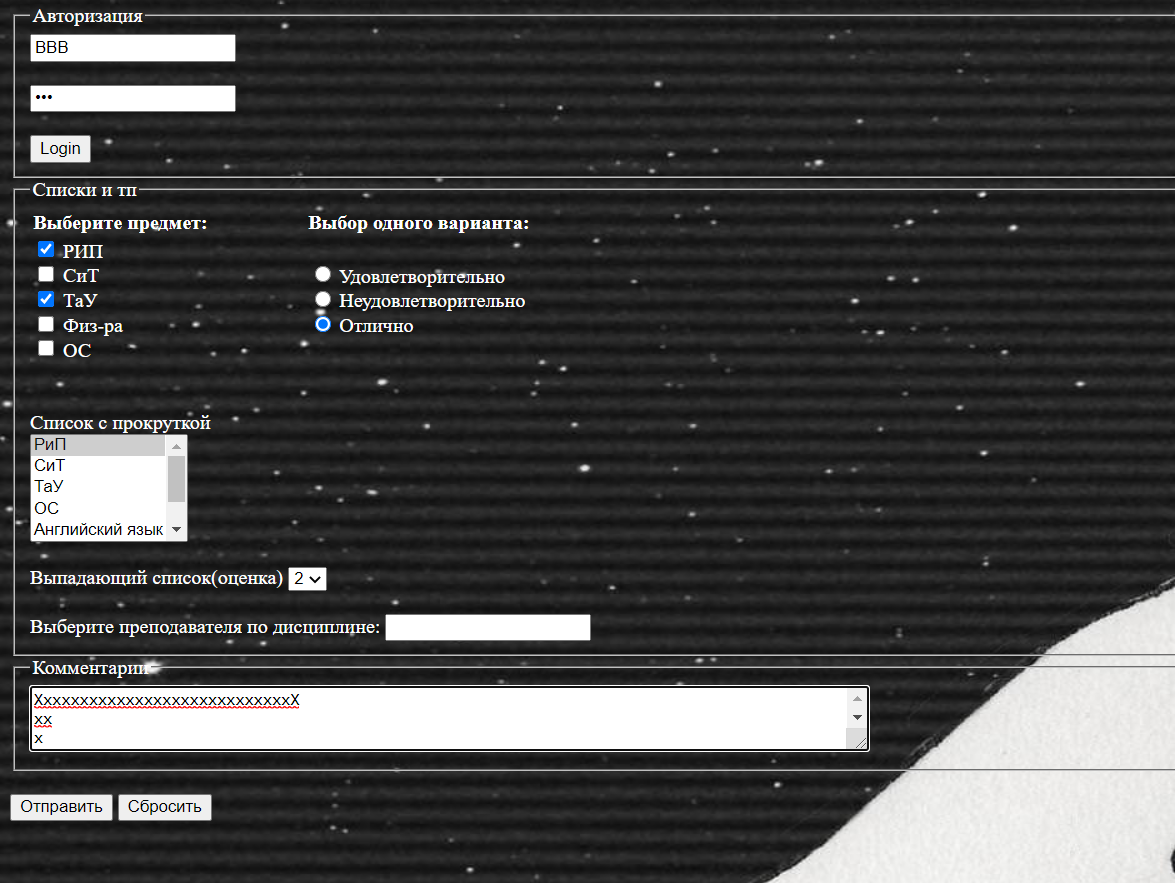 Авторизация
BBB
•••
Login
Списки и тп
Выберите предмет:
Выбор одного варианта:
РИП
СиТ
Удовлетворительно
ТаУ
Неудовлетворительно
Физ-ра
Отлично
ОС
Список с прокруткой
РиП
СиТ
ТаУ
ОС
Английский язык
Выпадающий список(оценка) 2
Выберите преподавателя по дисциплине:
Комментарии
XxxxxxxxxxxxxxxxxxxxxxxxxxxxX
xx
x
Отправить Сбросить